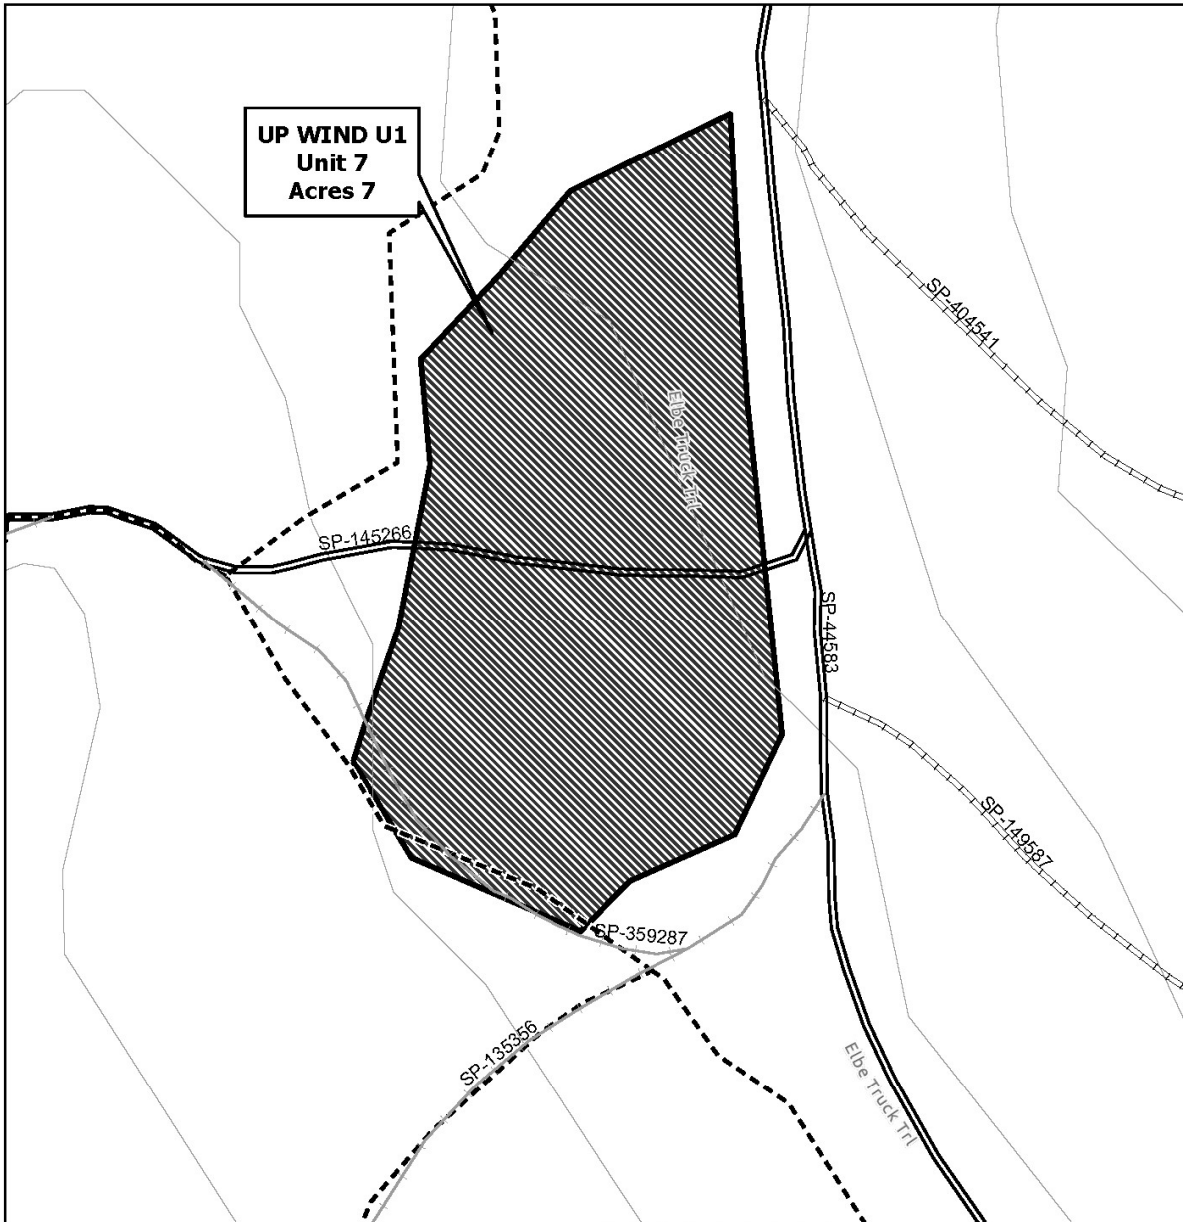 UP WIND U1
Unit 7
Acres 7
SP-404541
Elbe Truck Trl
SP-145266
SP-44583
SP-149587
SP-359287
SP-135356
Elbe Truck Trl